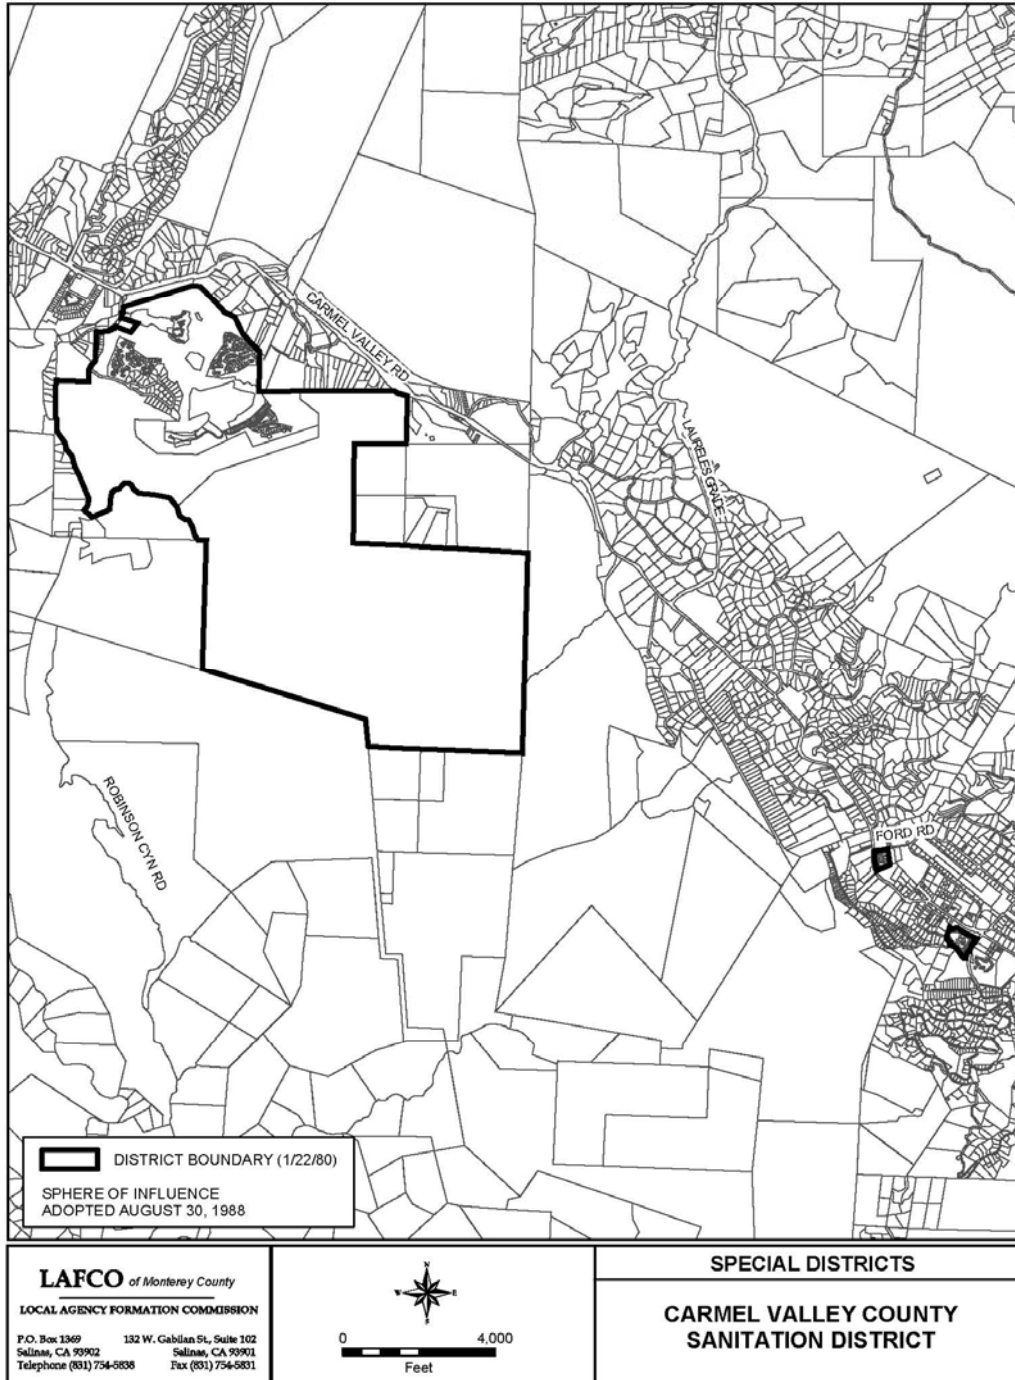 CARMEL VALLEY RD
LAURELES GRADE
ROBINSON CYN RD
FORD RD
DISTRICT BOUNDARY (1/22/80)
SPHERE OF INFLUENCE
ADOPTED AUGUST 30, 1988
LAFCO of Monterey County
LOCAL AGENCY FORMATION COMMISSION
P.O. Box 1369 132 W. Gabilan St., Suite 102
Salinas, CA 93902 Salinas, CA 93901
Telephone (831) 754-5838 Fax (831) 754-5831
N
W E
S
0 4,000
Feet
SPECIAL DISTRICTS
CARMEL VALLEY COUNTY
SANITATION DISTRICT